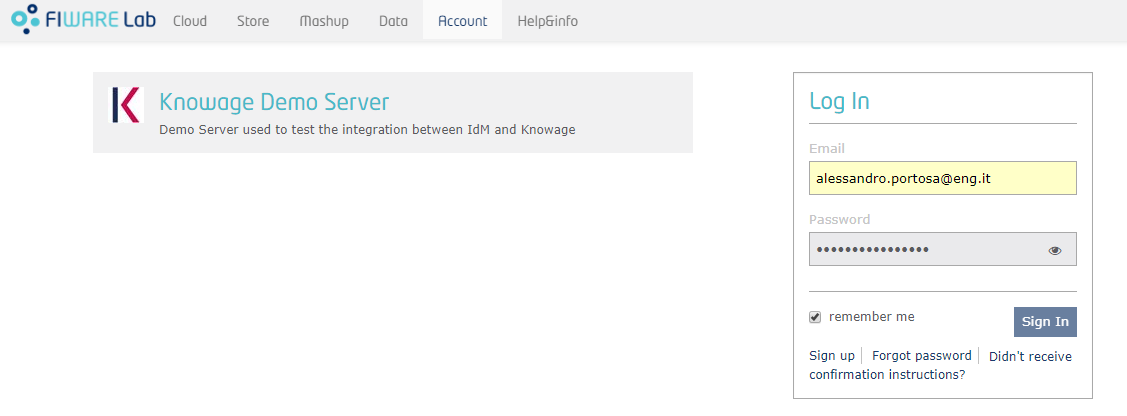 FIWARE Lab Cloud Store Mashup Data Account Help&info
Knowage Demo Server
Demo Server used to test the integration between IdM and Knowage
Log In
Email
alessandro.portosa@eng.it
Password
••••••••••••••••
remember me
Sign In
Sign up Forgot password Didn't receive
confirmation instructions?